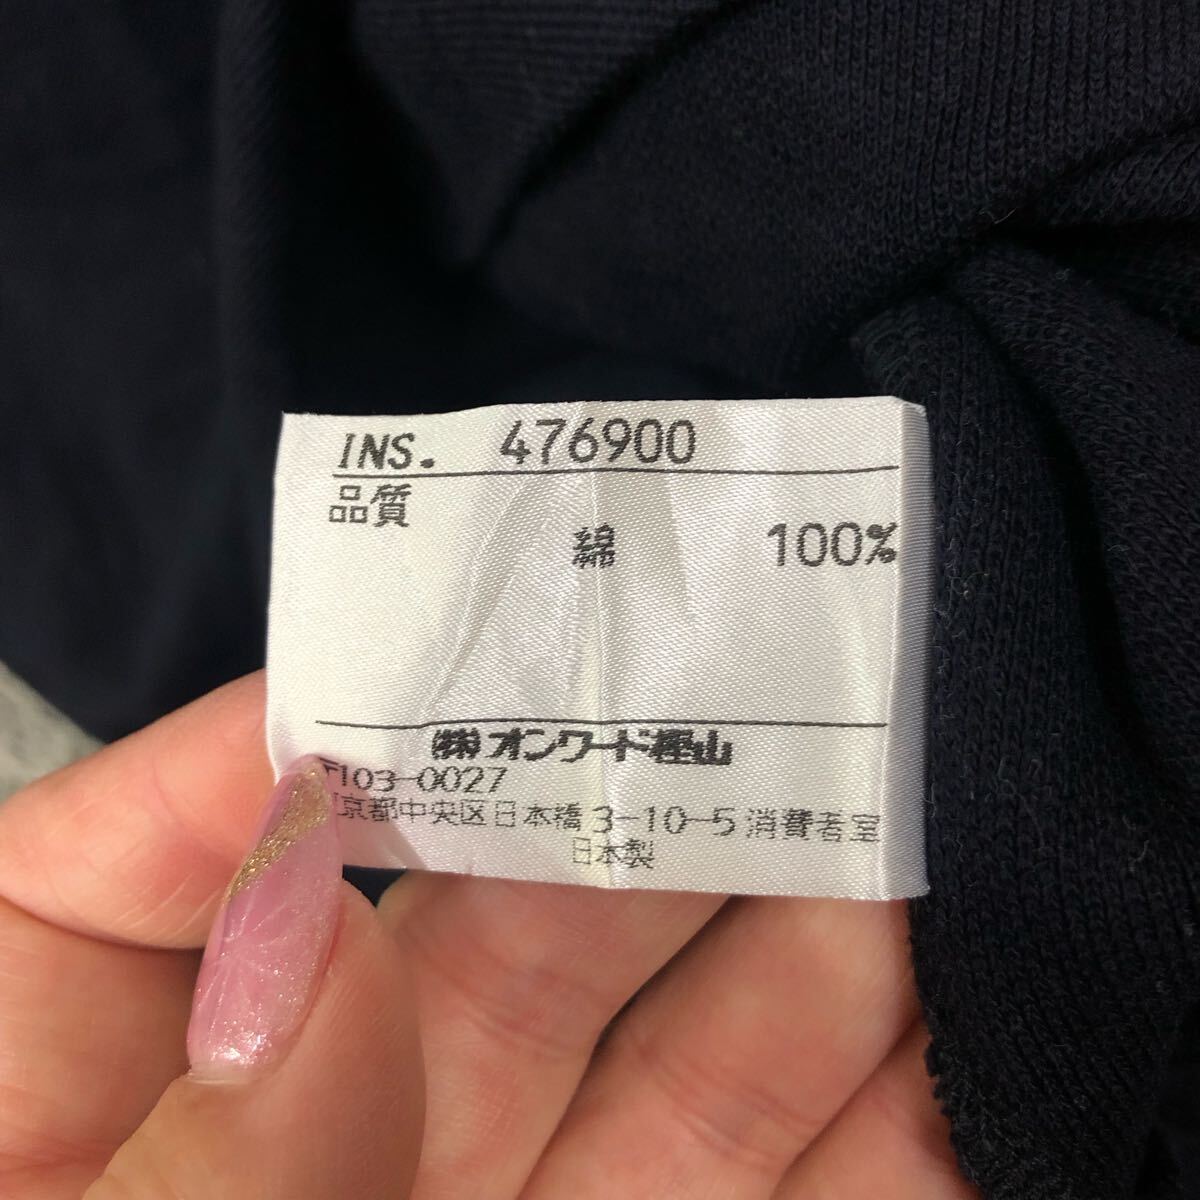 INS. 476900
品質
綿 100%
㈱オンワード樫山
〒103-0027
京都中央区日本橋3-10-5消費者室
日本製